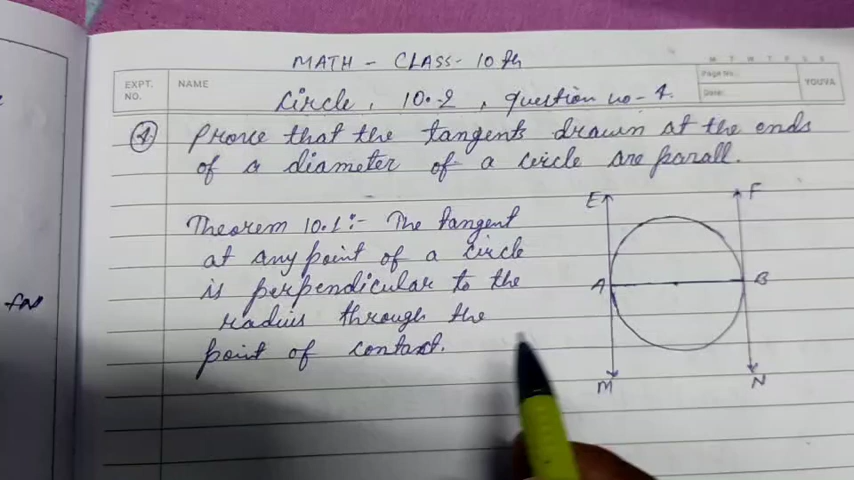 MATH - CLASS- 10th
M T W T F S S
EXPT. NO.
NAME
Page No.:
Date:
YOUVA
Circle, 10.2, question no-4.
④ Prove that the tangents drawn at the ends
of a diameter of a circle are parall.
Theorem 10.1:- The tangent
at any point of a circle
is perpendicular to the
radius through the
point of contact.
E
F
A
B
M
N